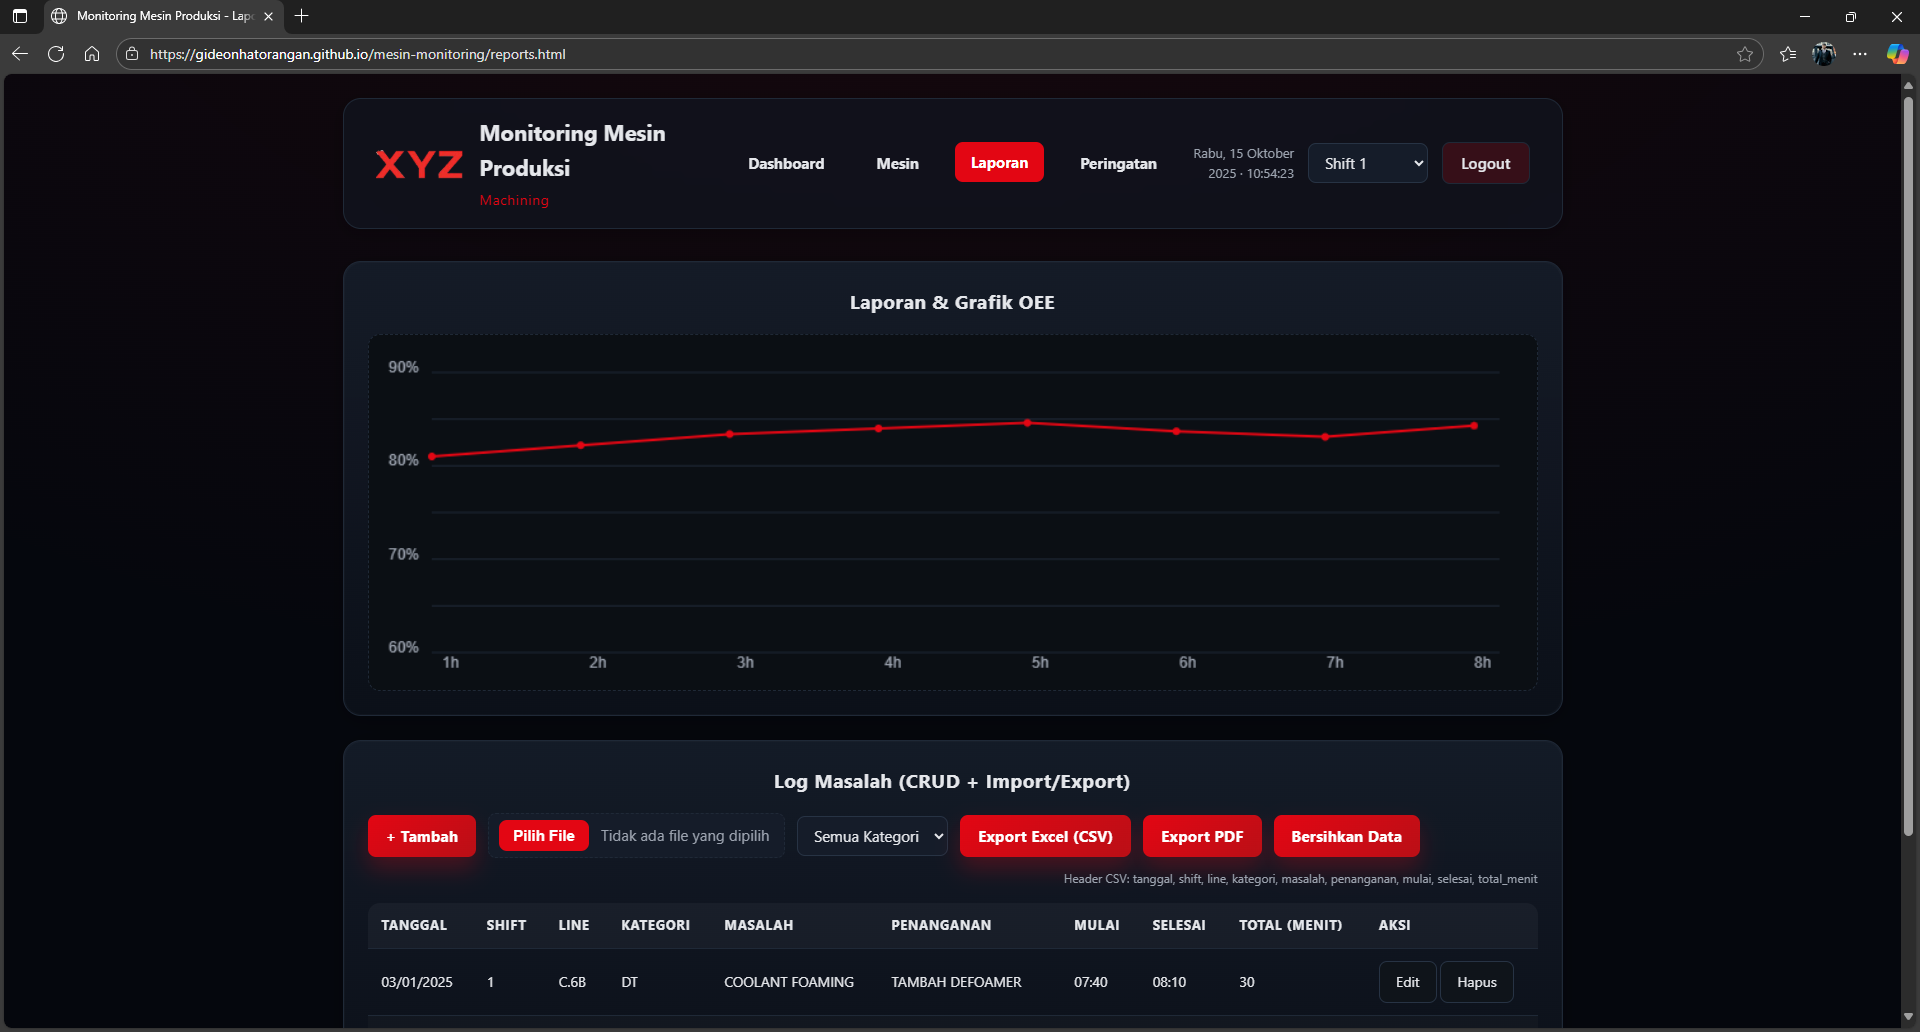 Monitoring Mesin Produksi - Lap
https://gideonhatorangan.github.io/mesin-monitoring/reports.html
XYZ
Monitoring Mesin
Produksi
Machining
Dashboard
Mesin
Laporan
Peringatan
Rabu, 15 Oktober
2025 · 10:54:23
Shift 1
Logout
Laporan & Grafik OEE
90%
80%
70%
60%
1h 2h 3h 4h 5h 6h 7h 8h
Log Masalah (CRUD + Import/Export)
+ Tambah
Pilih File Tidak ada file yang dipilih
Semua Kategori
Export Excel (CSV)
Export PDF
Bersihkan Data
Header CSV: tanggal, shift, line, kategori, masalah, penanganan, mulai, selesai, total_menit
TANGGAL SHIFT LINE KATEGORI MASALAH PENANGANAN MULAI SELESAI TOTAL (MENIT) AKSI
03/01/2025 1 C.6B DT COOLANT FOAMING TAMBAH DEFOAMER 07:40 08:10 30 Edit Hapus